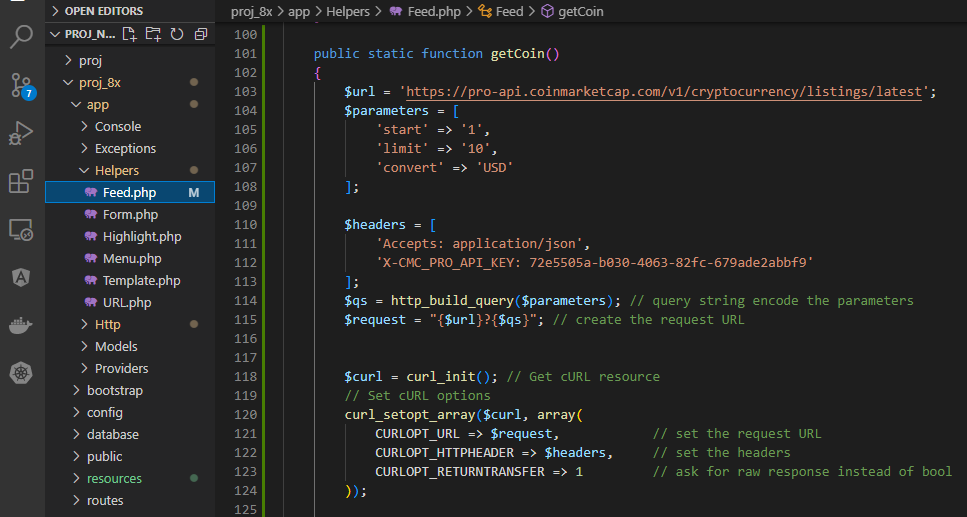 OPEN EDITORS
PROJ_N...
proj
proj_8x
app
Console
Exceptions
Helpers
Feed.php M
Form.php
Highlight.php
Menu.php
Template.php
URL.php
Http
Models
Providers
bootstrap
config
database
public
resources
routes
7
proj_8x > app > Helpers > Feed.php > Feed > getCoin
100
101 public static function getCoin()
102 {
103 $url = 'https://pro-api.coinmarketcap.com/v1/cryptocurrency/listings/latest';
104 $parameters = [
105 'start' => '1',
106 'limit' => '10',
107 'convert' => 'USD'
108 ];
109
110 $headers = [
111 'Accepts: application/json',
112 'X-CMC_PRO_API_KEY: 72e5505a-b030-4063-82fc-679ade2abbf9'
113 ];
114 $qs = http_build_query($parameters); // query string encode the parameters
115 $request = "{$url}?{$qs}"; // create the request URL
116
117
118 $curl = curl_init(); // Get cURL resource
119 // Set cURL options
120 curl_setopt_array($curl, array(
121 CURLOPT_URL => $request, // set the request URL
122 CURLOPT_HTTPHEADER => $headers, // set the headers
123 CURLOPT_RETURNTRANSFER => 1 // ask for raw response instead of bool
124 ));
125